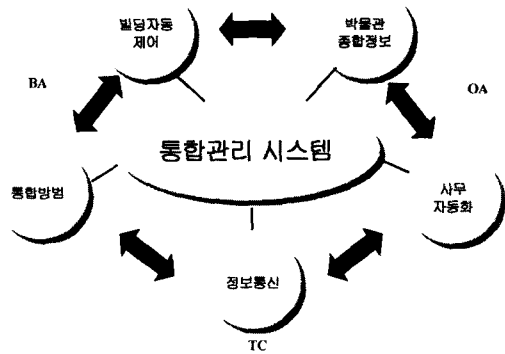 빌딩자동
제어
박물관
종합정보
BA
OA
통합관리 시스템
통합방범
사무
자동화
정보통신
TC